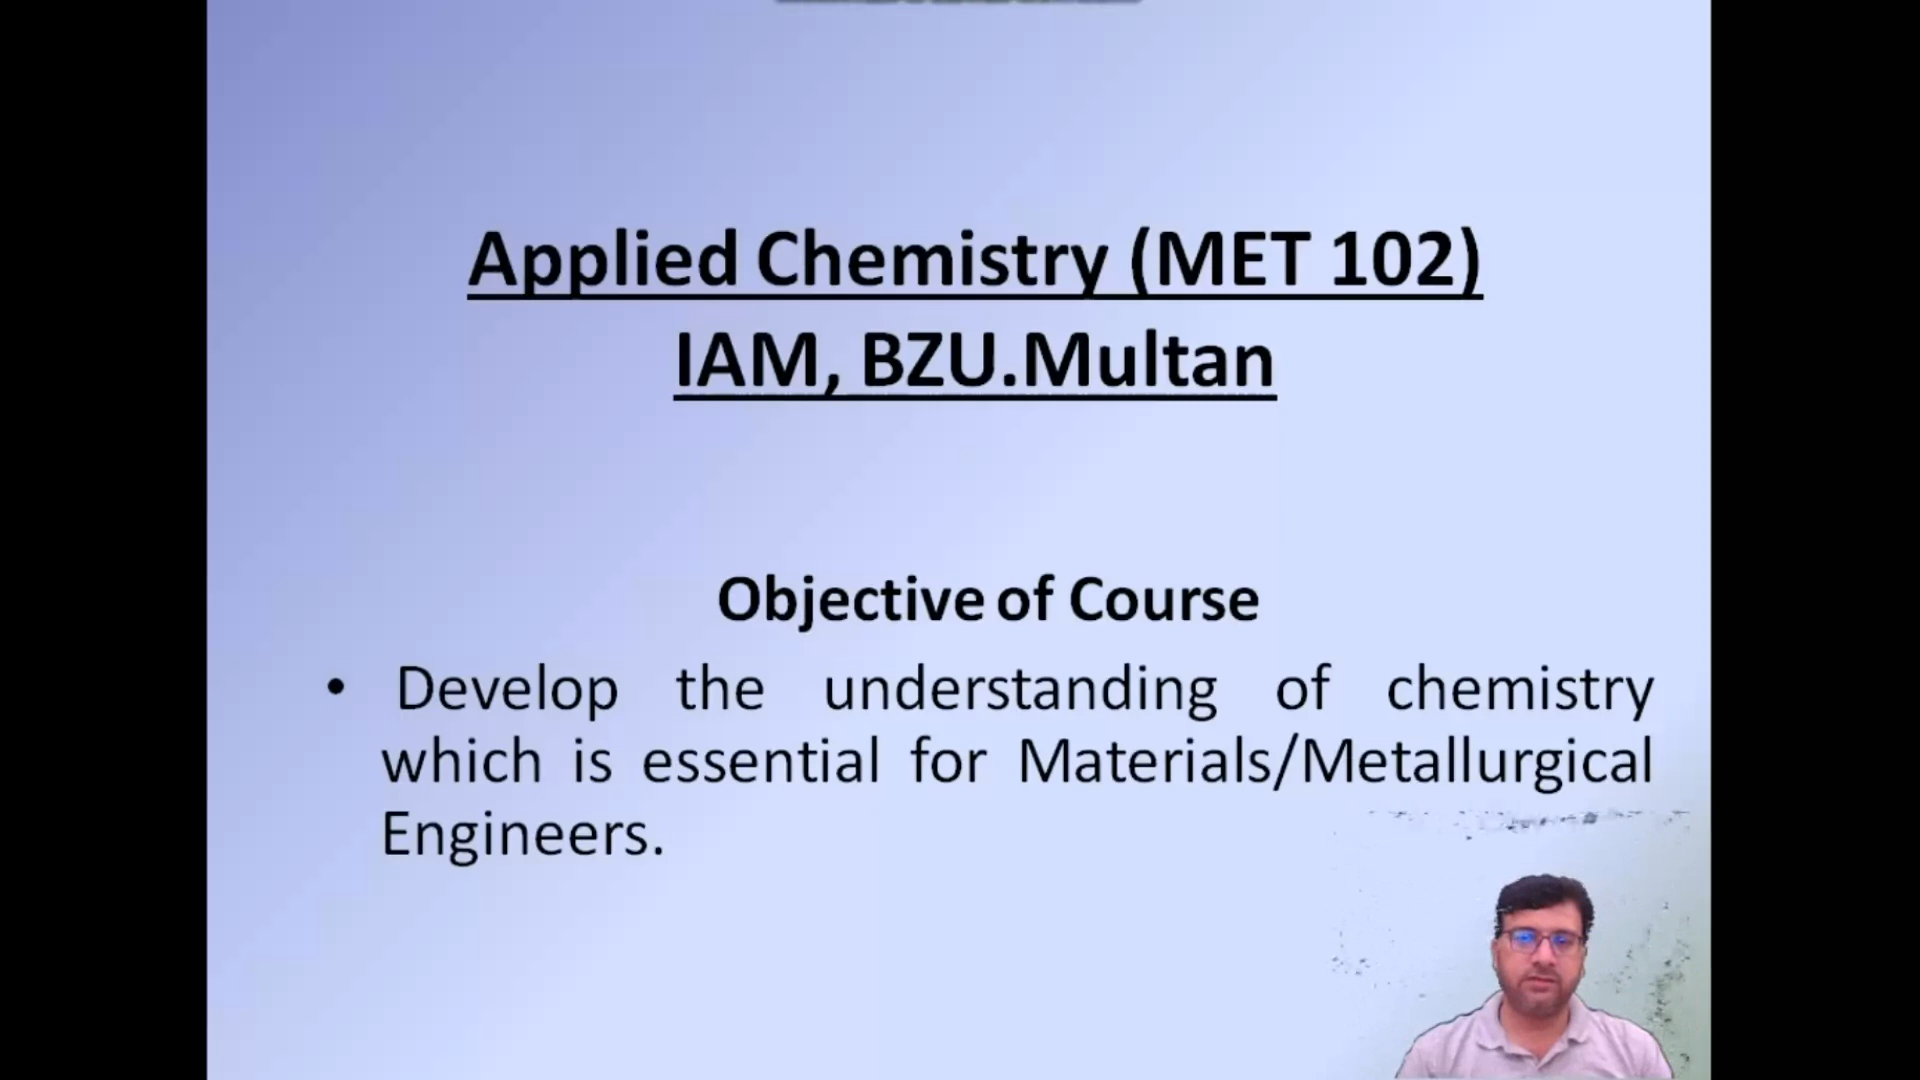 Applied Chemistry (MET 102)
IAM, BZU.Multan
Objective of Course
• Develop the understanding of chemistry
which is essential for Materials/Metallurgical
Engineers.